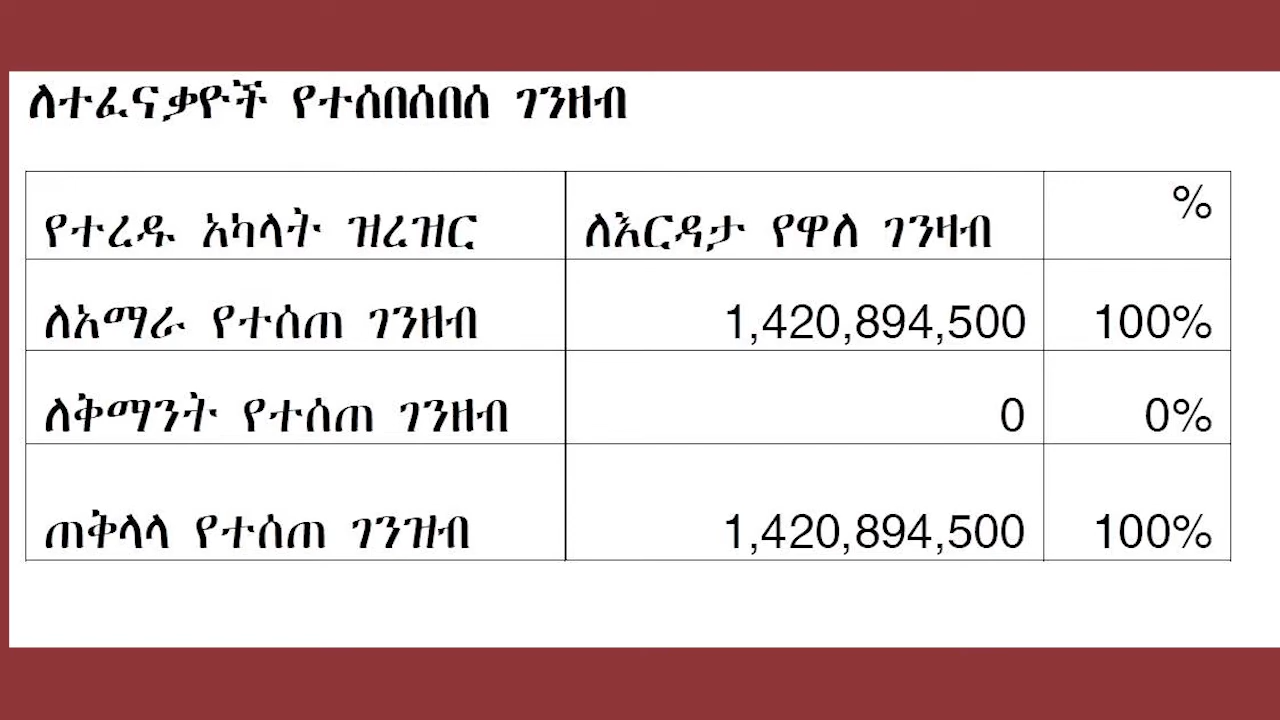 ለተፈናቃዮች የተሰበሰበሰ ገንዘብ
የተረዱ አካላት ዝረዝር ለእርዳታ የዋለ ገንዛብ %
ለአማራ የተሰጠ ገንዘብ 1,420,894,500 100%
ለቅማንት የተሰጠ ገንዘብ 0 0%
ጠቅላላ የተሰጠ ገንዝብ 1,420,894,500 100%